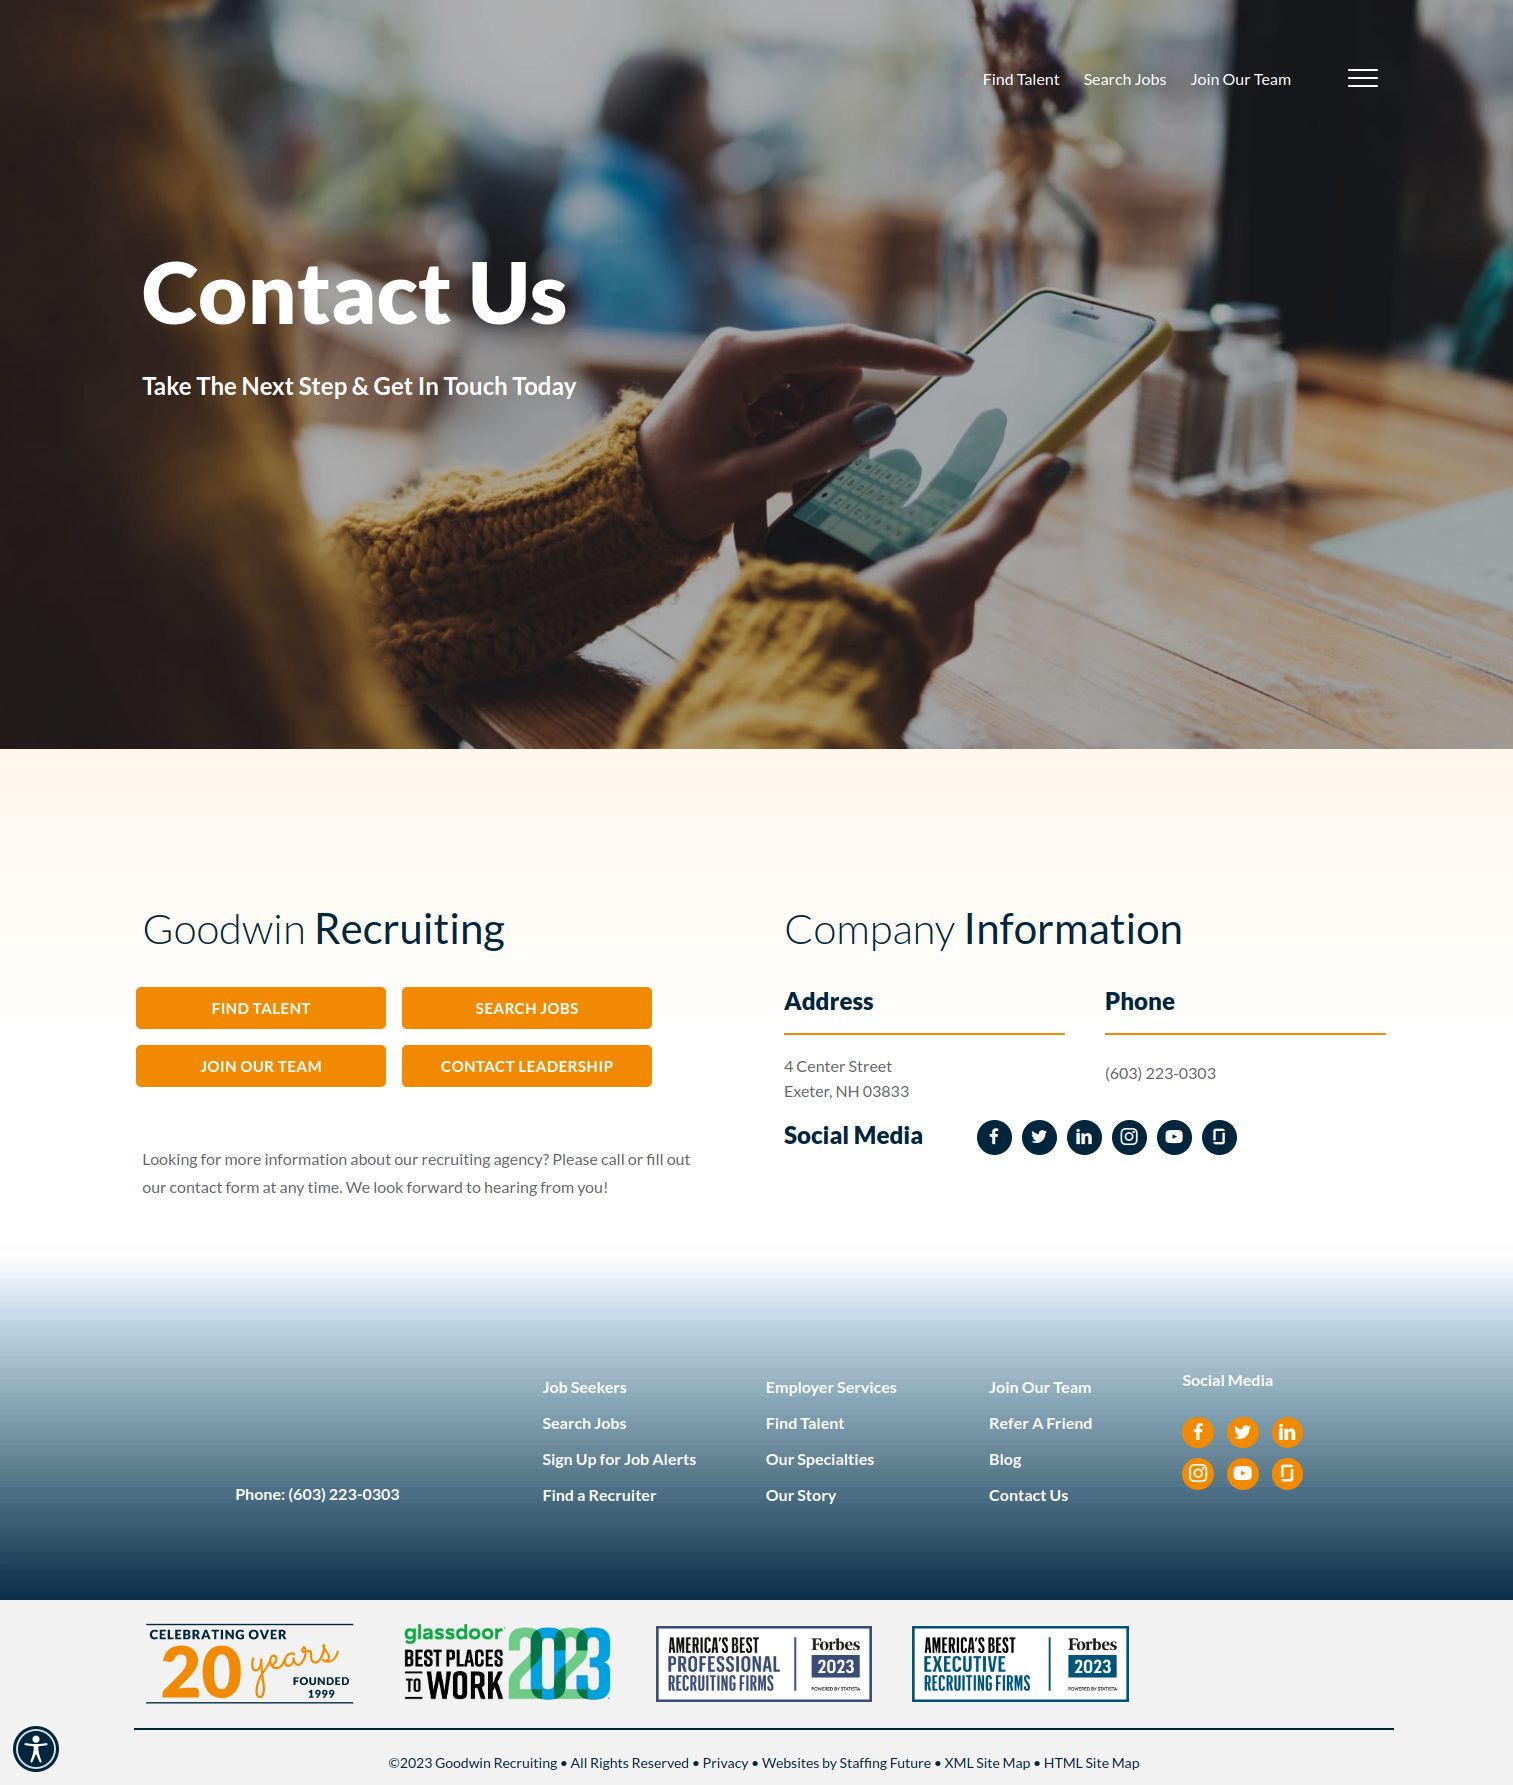 Find Talent Search Jobs Join Our Team
Contact Us
Take The Next Step & Get In Touch Today
Goodwin Recruiting
FIND TALENT
SEARCH JOBS
JOIN OUR TEAM
CONTACT LEADERSHIP
Looking for more information about our recruiting agency? Please call or fill out
our contact form at any time. We look forward to hearing from you!
Company Information
Address
4 Center Street
Exeter, NH 03833
Phone
(603) 223-0303
Social Media
Phone: (603) 223-0303
Job Seekers
Search Jobs
Sign Up for Job Alerts
Find a Recruiter
Employer Services
Find Talent
Our Specialties
Our Story
Join Our Team
Refer A Friend
Blog
Contact Us
Social Media
CELEBRATING OVER
20 years
FOUNDED
1999
glassdoor
BEST PLACES
TO WORK
2023
AMERICA'S BEST
PROFESSIONAL
RECRUITING FIRMS
Forbes
2023
POWERED BY STATISTA
AMERICA'S BEST
EXECUTIVE
RECRUITING FIRMS
Forbes
2023
POWERED BY STATISTA
©2023 Goodwin Recruiting • All Rights Reserved • Privacy • Websites by Staffing Future • XML Site Map • HTML Site Map